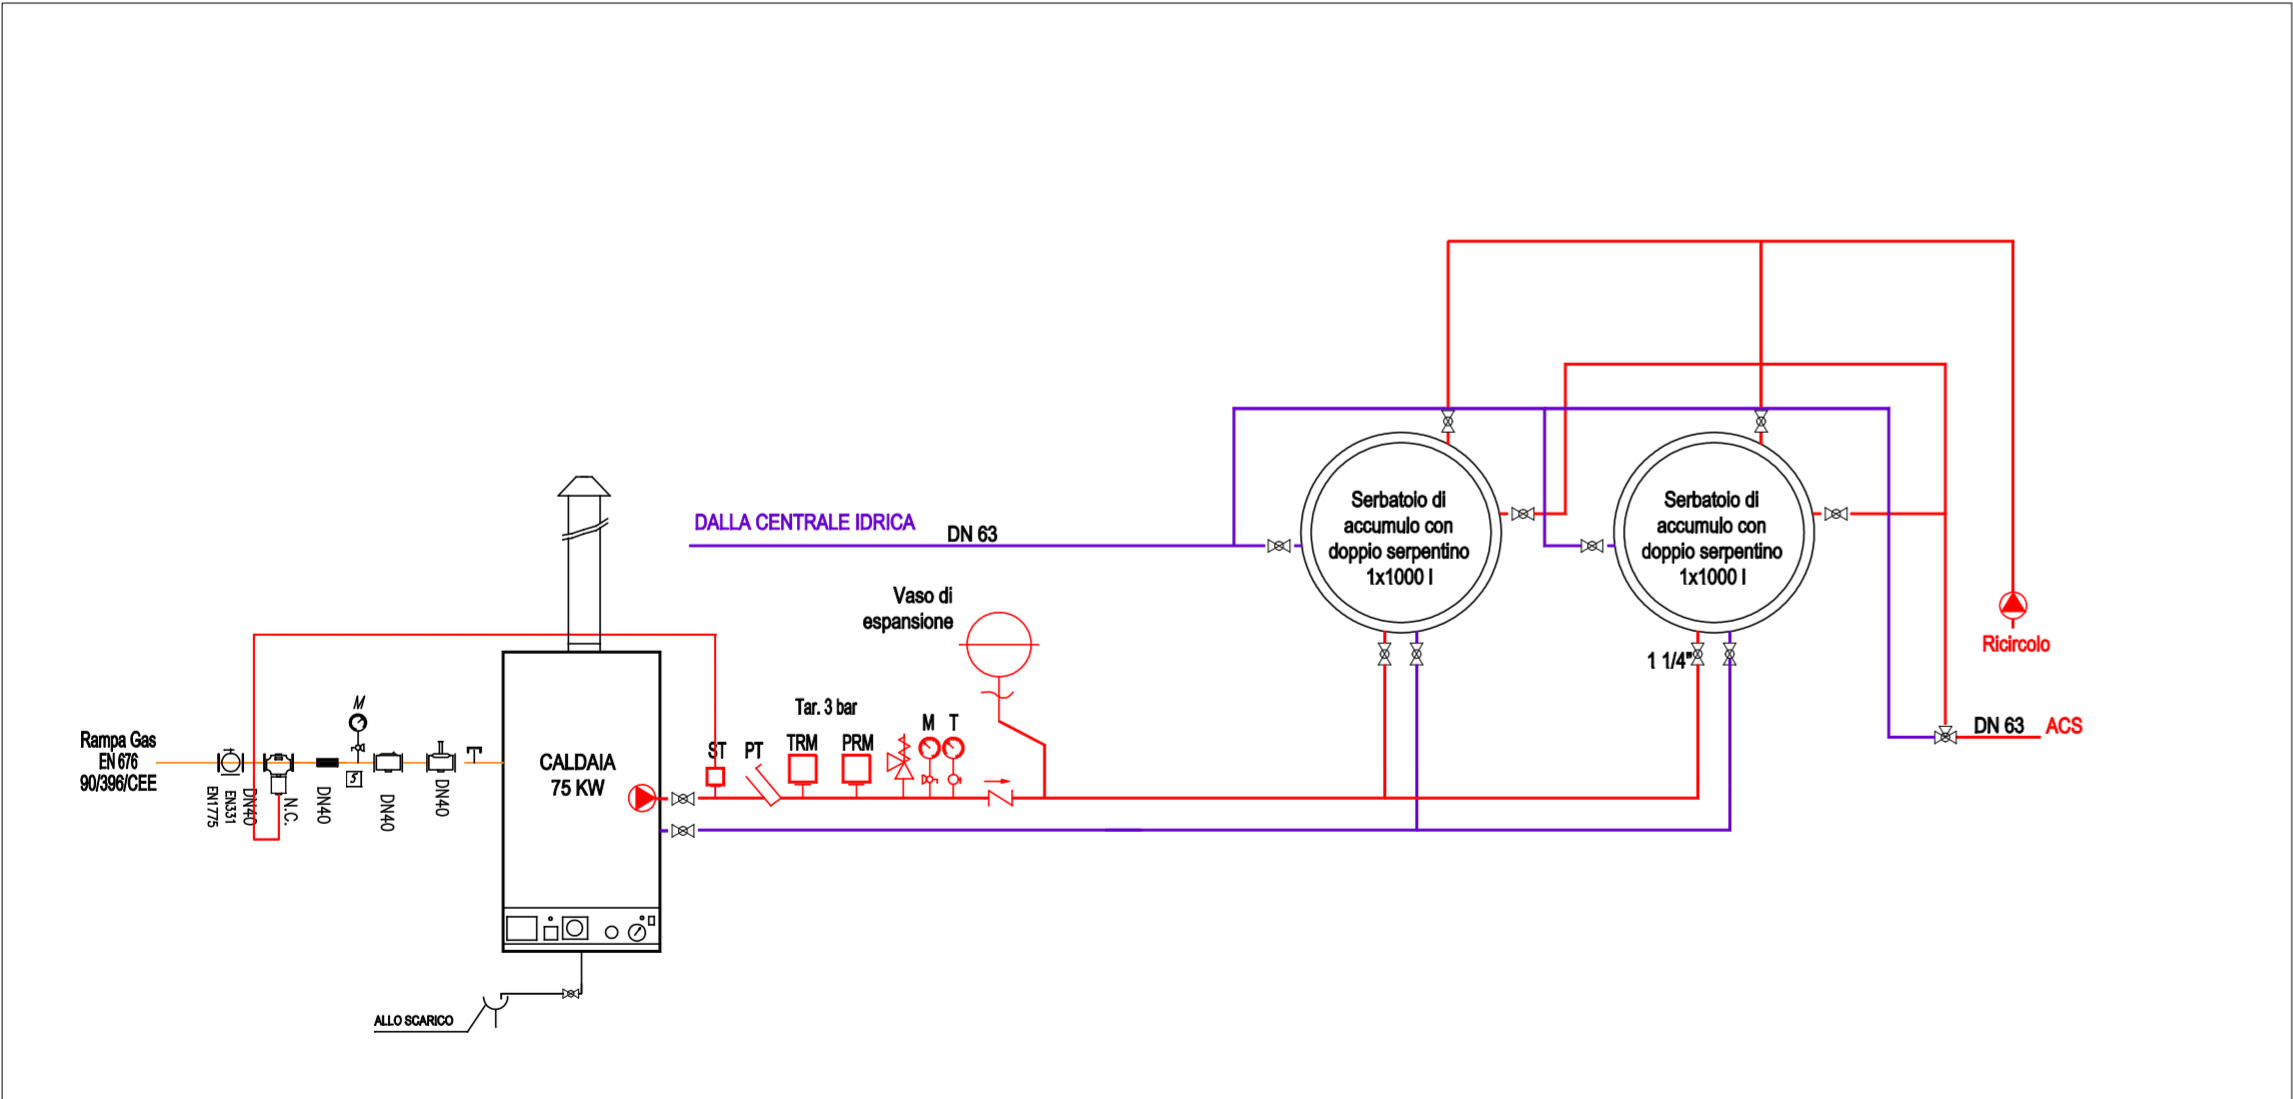 Serbatoio di
accumulo con
doppio serpentino
1x1000 l
Serbatoio di
accumulo con
doppio serpentino
1x1000 l
DALLA CENTRALE IDRICA
DN 63
Vaso di
espansione
Ricircolo
1 1/4"
DN 63 ACS
Tar. 3 bar
M
M T
ST PT TRM PRM
Rampa Gas
EN 676
90/396/CEE
CALDAIA
75 KW
5
EN1775
EN331
DN40
N.C.
DN40
DN40
DN40
ALLO SCARICO